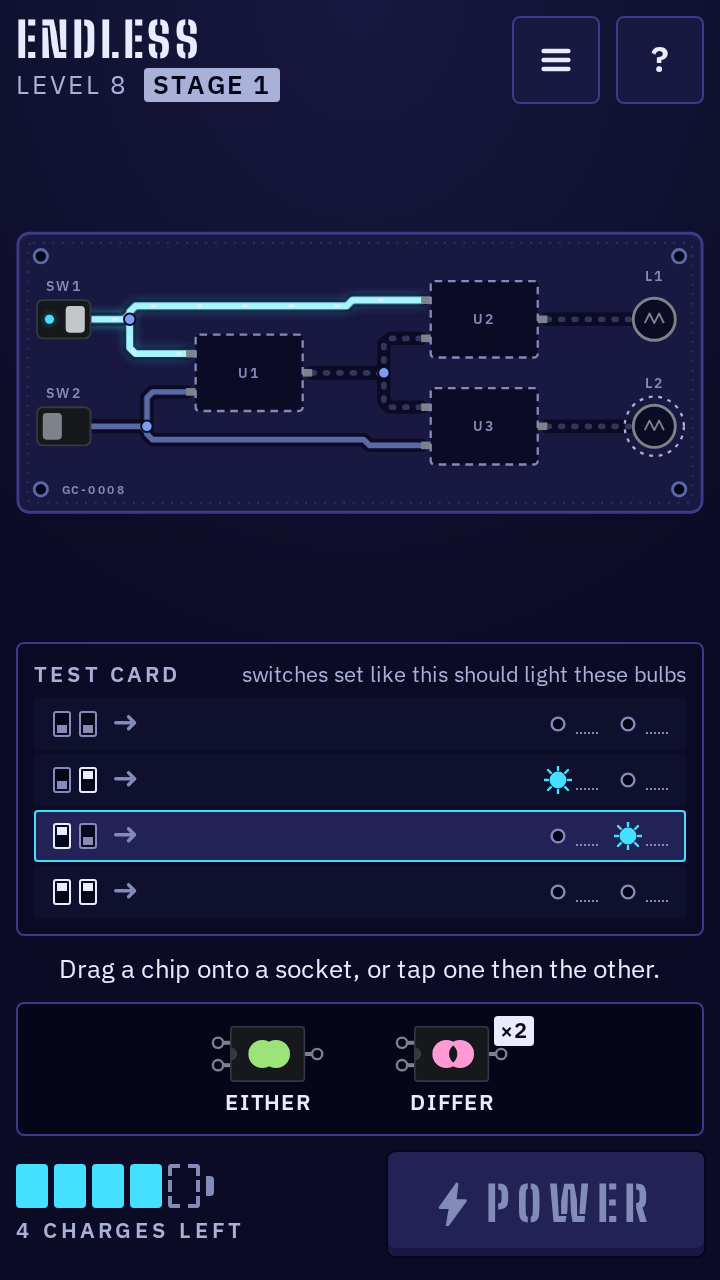 ENDLESS
LEVEL 8 STAGE 1
?
SW1
SW2
U1
U2
U3
L1
L2
GC-0008
TEST CARD switches set like this should light these bulbs
Drag a chip onto a socket, or tap one then the other.
×2
EITHER DIFFER
4 CHARGES LEFT
POWER